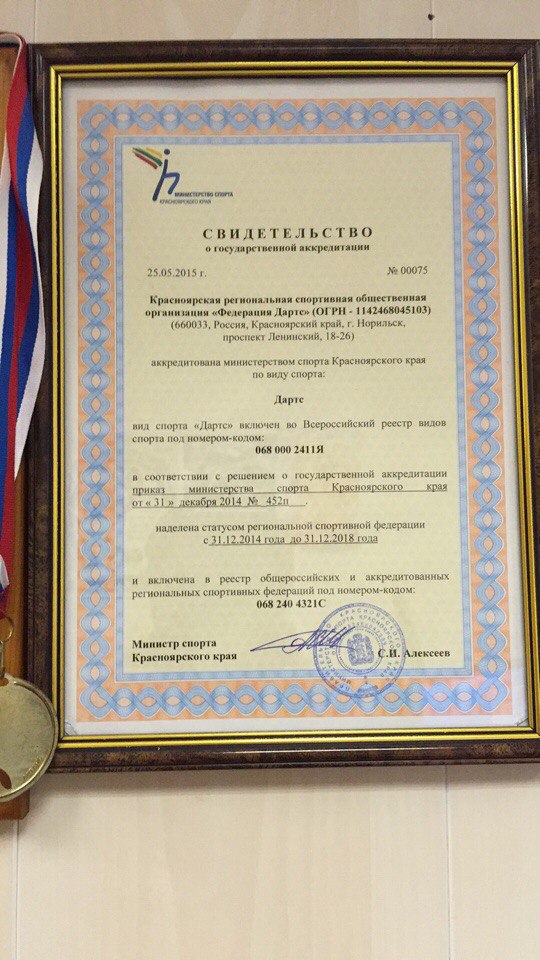 МИНИСТЕРСТВО СПОРТА
КРАСНОЯРСКОГО КРАЯ
СВИДЕТЕЛЬСТВО
о государственной аккредитации
25.05.2015 г. № 00075
Красноярская региональная спортивная общественная
организация «Федерация Дартс» (ОГРН - 1142468045103)
(660033, Россия, Красноярский край, г. Норильск,
проспект Ленинский, 18-26)
аккредитована министерством спорта Красноярского края
по виду спорта:
Дартс
вид спорта «Дартс» включен во Всероссийский реестр видов
спорта под номером-кодом:
068 000 2411Я
в соответствии с решением о государственной аккредитации
приказ министерства спорта Красноярского края
от « 31 » декабря 2014 № 452п .
наделена статусом региональной спортивной федерации
с 31.12.2014 года до 31.12.2018 года
и включена в реестр общероссийских и аккредитованных
региональных спортивных федераций под номером-кодом:
068 240 4321С
Министр спорта
Красноярского края С.И. Алексеев